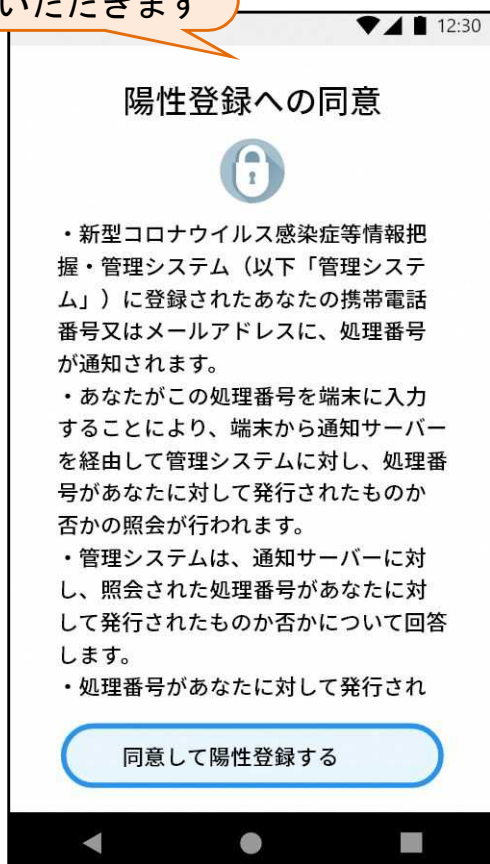 いただきます
12:30
陽性登録への同意
・新型コロナウイルス感染症等情報把
握・管理システム（以下「管理システ
ム」）に登録されたあなたの携帯電話
番号又はメールアドレスに、処理番号
が通知されます。
・あなたがこの処理番号を端末に入力
することにより、端末から通知サーバー
を経由して管理システムに対し、処理番
号があなたに対して発行されたものか
否かの照会が行われます。
・管理システムは、通知サーバーに対
し、照会された処理番号があなたに対
して発行されたものか否かについて回答
します。
・処理番号があなたに対して発行され
同意して陽性登録する